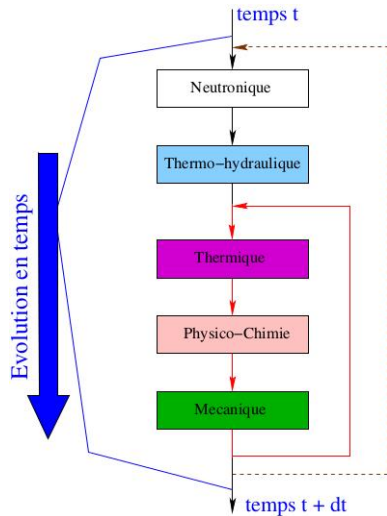 temps t
Neutronique
Thermo-hydraulique
Thermique
Physico-Chimie
Mecanique
Evolution en temps
temps t + dt